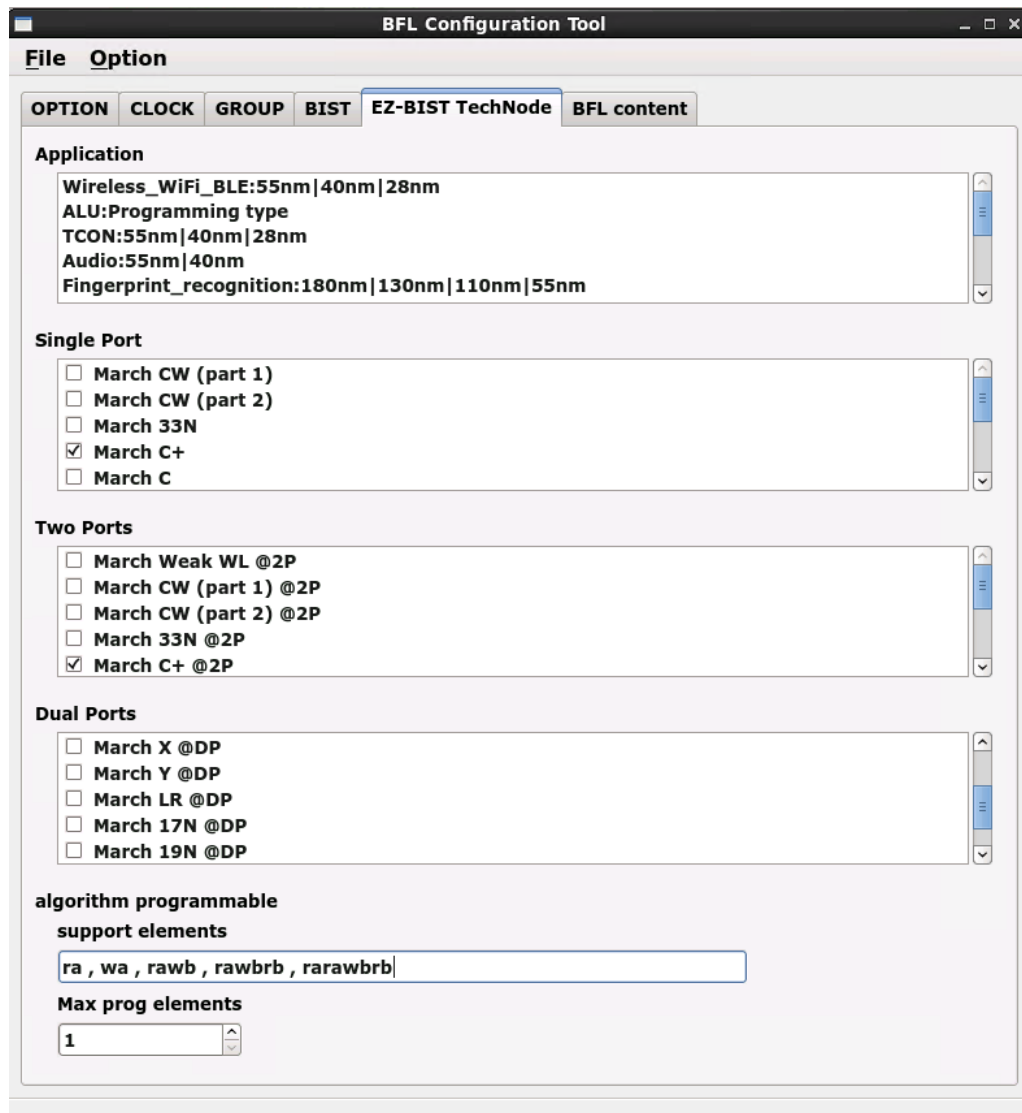 BFL Configuration Tool
File Option
OPTION CLOCK GROUP BIST EZ-BIST TechNode BFL content
Application
Wireless_WiFi_BLE:55nm|40nm|28nm
ALU:Programming type
TCON:55nm|40nm|28nm
Audio:55nm|40nm
Fingerprint_recognition:180nm|130nm|110nm|55nm
Single Port
March CW (part 1)
March CW (part 2)
March 33N
March C+
March C
Two Ports
March Weak WL @2P
March CW (part 1) @2P
March CW (part 2) @2P
March 33N @2P
March C+ @2P
Dual Ports
March X @DP
March Y @DP
March LR @DP
March 17N @DP
March 19N @DP
algorithm programmable
support elements
ra , wa , rawb , rawbrb , rarawbrb
Max prog elements
1